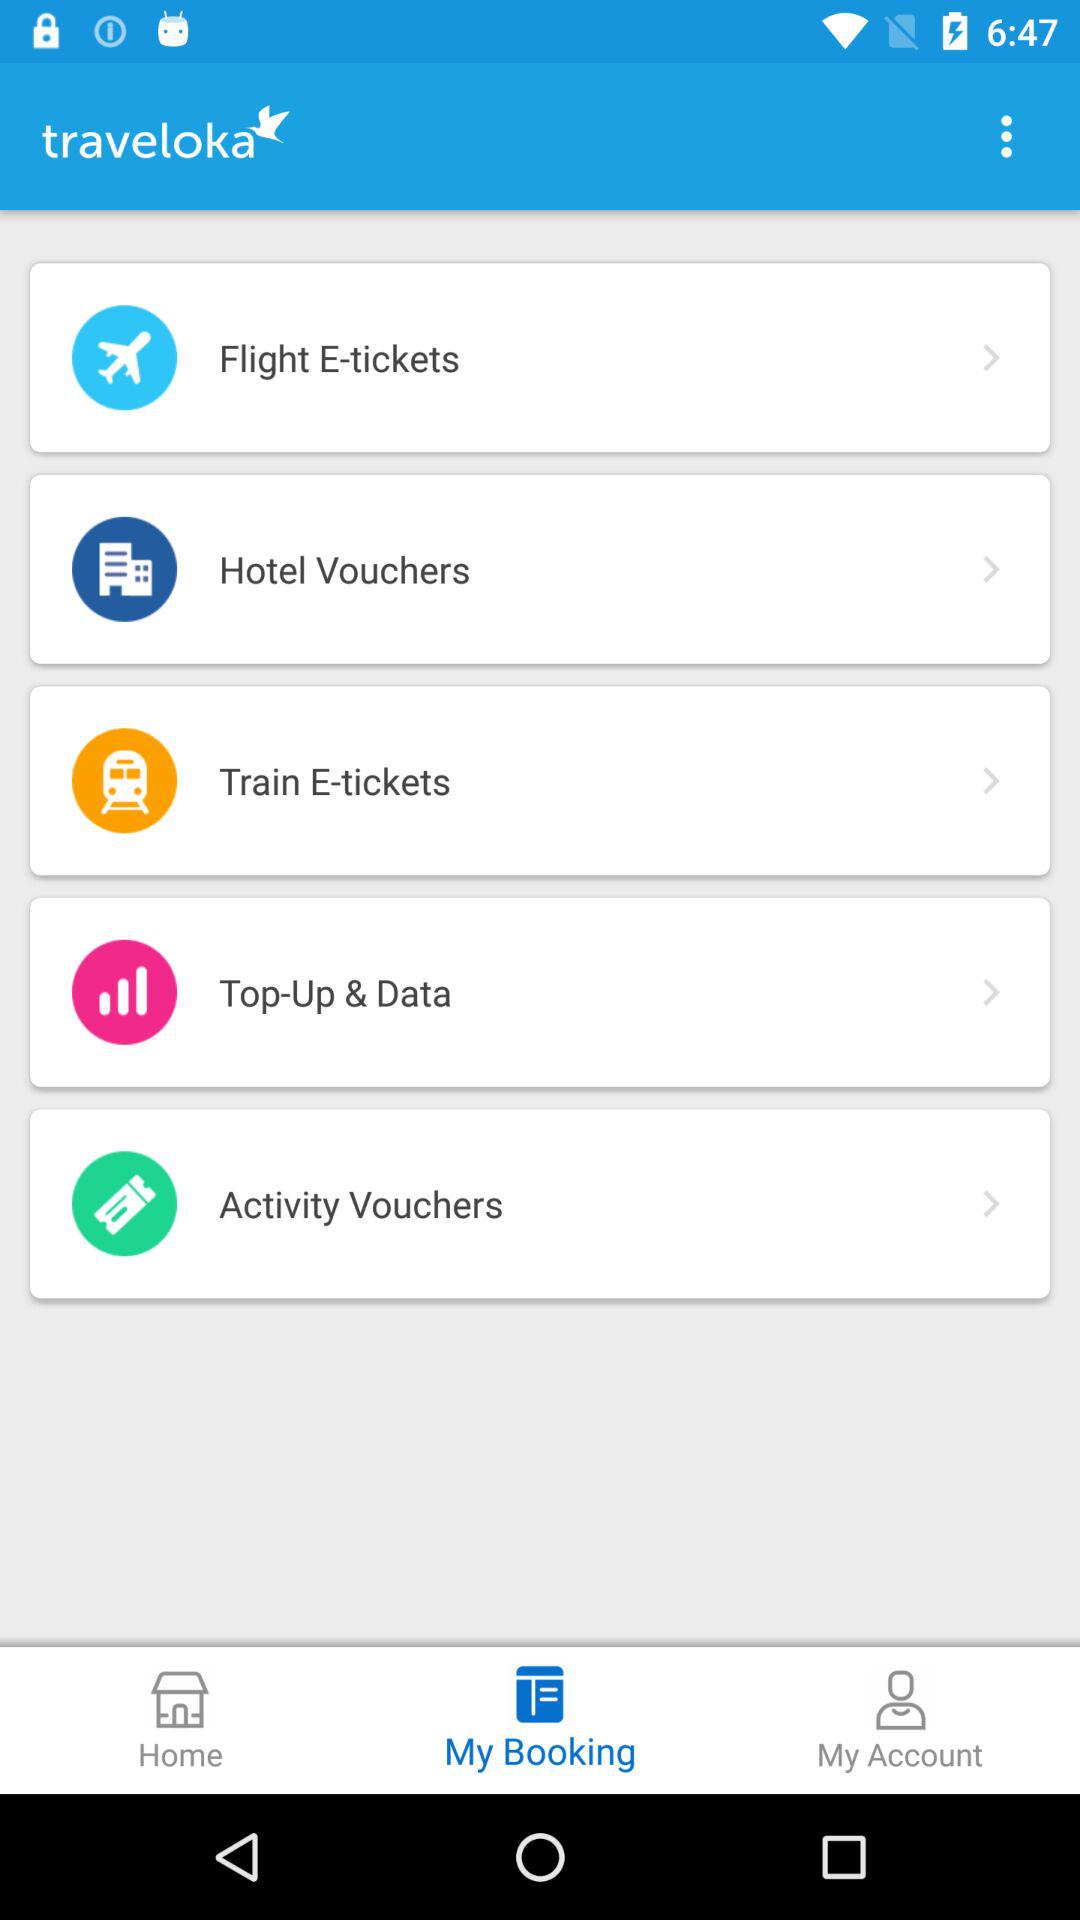 6:47
traveloka
Flight E-tickets
Hotel Vouchers
Train E-tickets
Top-Up & Data
Activity Vouchers
Home
My Booking
My Account